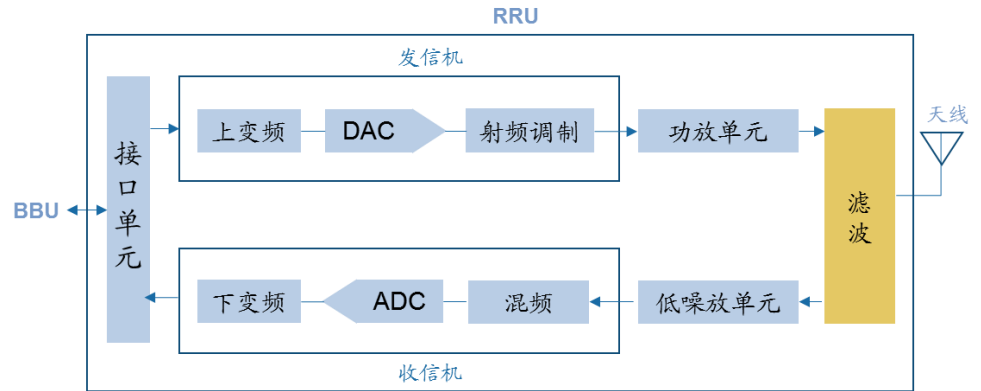 RRU
发信机
上变频
DAC
射频调制
功放单元
天线
接口单元
BBU
滤波
下变频
ADC
混频
低噪放单元
收信机